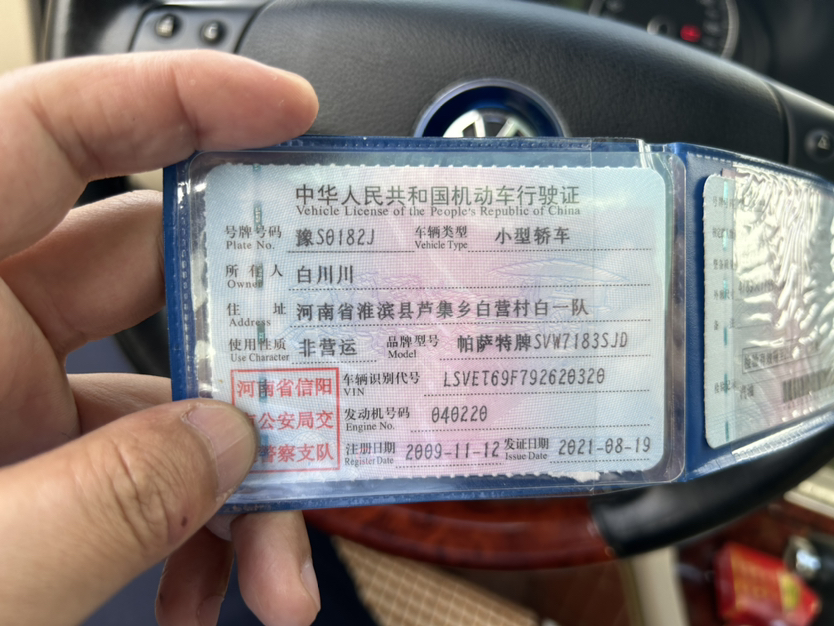 中华人民共和国机动车行驶证
Vehicle License of the People's Republic of China
号牌号码 豫S0182J 车辆类型 小型轿车
Plate No. Vehicle Type
所有人 白川川
Owner
住址 河南省淮滨县芦集乡白营村白一队
Address
使用性质 非营运 品牌型号 帕萨特牌SVW7183SJD
Use Character Model
河南省信阳 车辆识别代号 LSVET69F792620320
VIN
公安局交 发动机号码 040220
Engine No.
警察支队 注册日期 2009-11-12 发证日期 2021-08-19
Register Date Issue Date